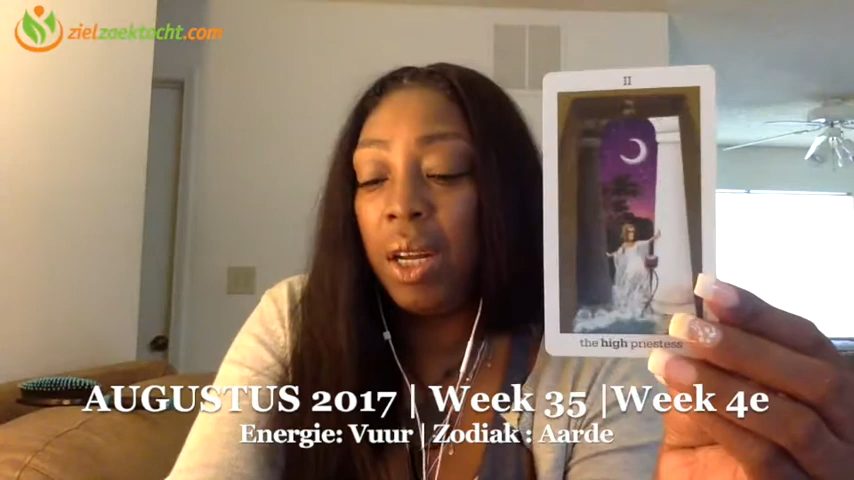 zielzoektocht.com
II
the high priestess
AUGUSTUS 2017 | Week 35 |Week 4e
Energie: Vuur | Zodiak : Aarde